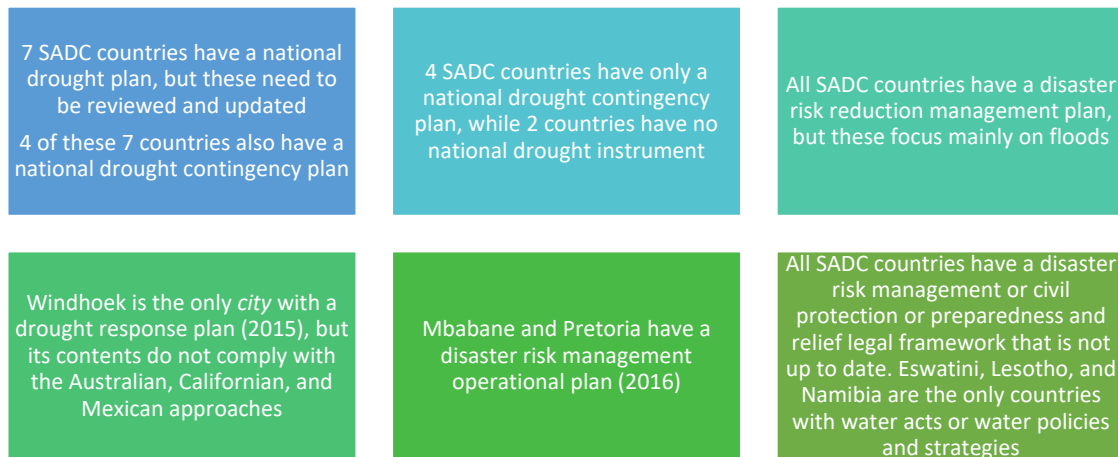 7 SADC countries have a national
drought plan, but these need to
be reviewed and updated
4 of these 7 countries also have a
national drought contingency plan
4 SADC countries have only a
national drought contingency
plan, while 2 countries have no
national drought instrument
All SADC countries have a disaster
risk reduction management plan,
but these focus mainly on floods
Windhoek is the only city with a
drought response plan (2015), but
its contents do not comply with
the Australian, Californian, and
Mexican approaches
Mbabane and Pretoria have a
disaster risk management
operational plan (2016)
All SADC countries have a disaster
risk management or civil
protection or preparedness and
relief legal framework that is not
up to date. Eswatini, Lesotho, and
Namibia are the only countries
with water acts or water policies
and strategies